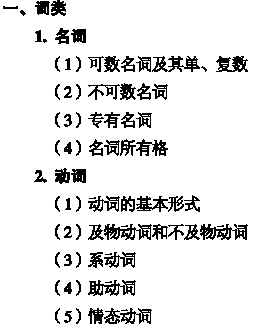 一、词类
1. 名词
（1）可数名词及其单、复数
（2）不可数名词
（3）专有名词
（4）名词所有格
2. 动词
（1）动词的基本形式
（2）及物动词和不及物动词
（3）系动词
（4）助动词
（5）情态动词